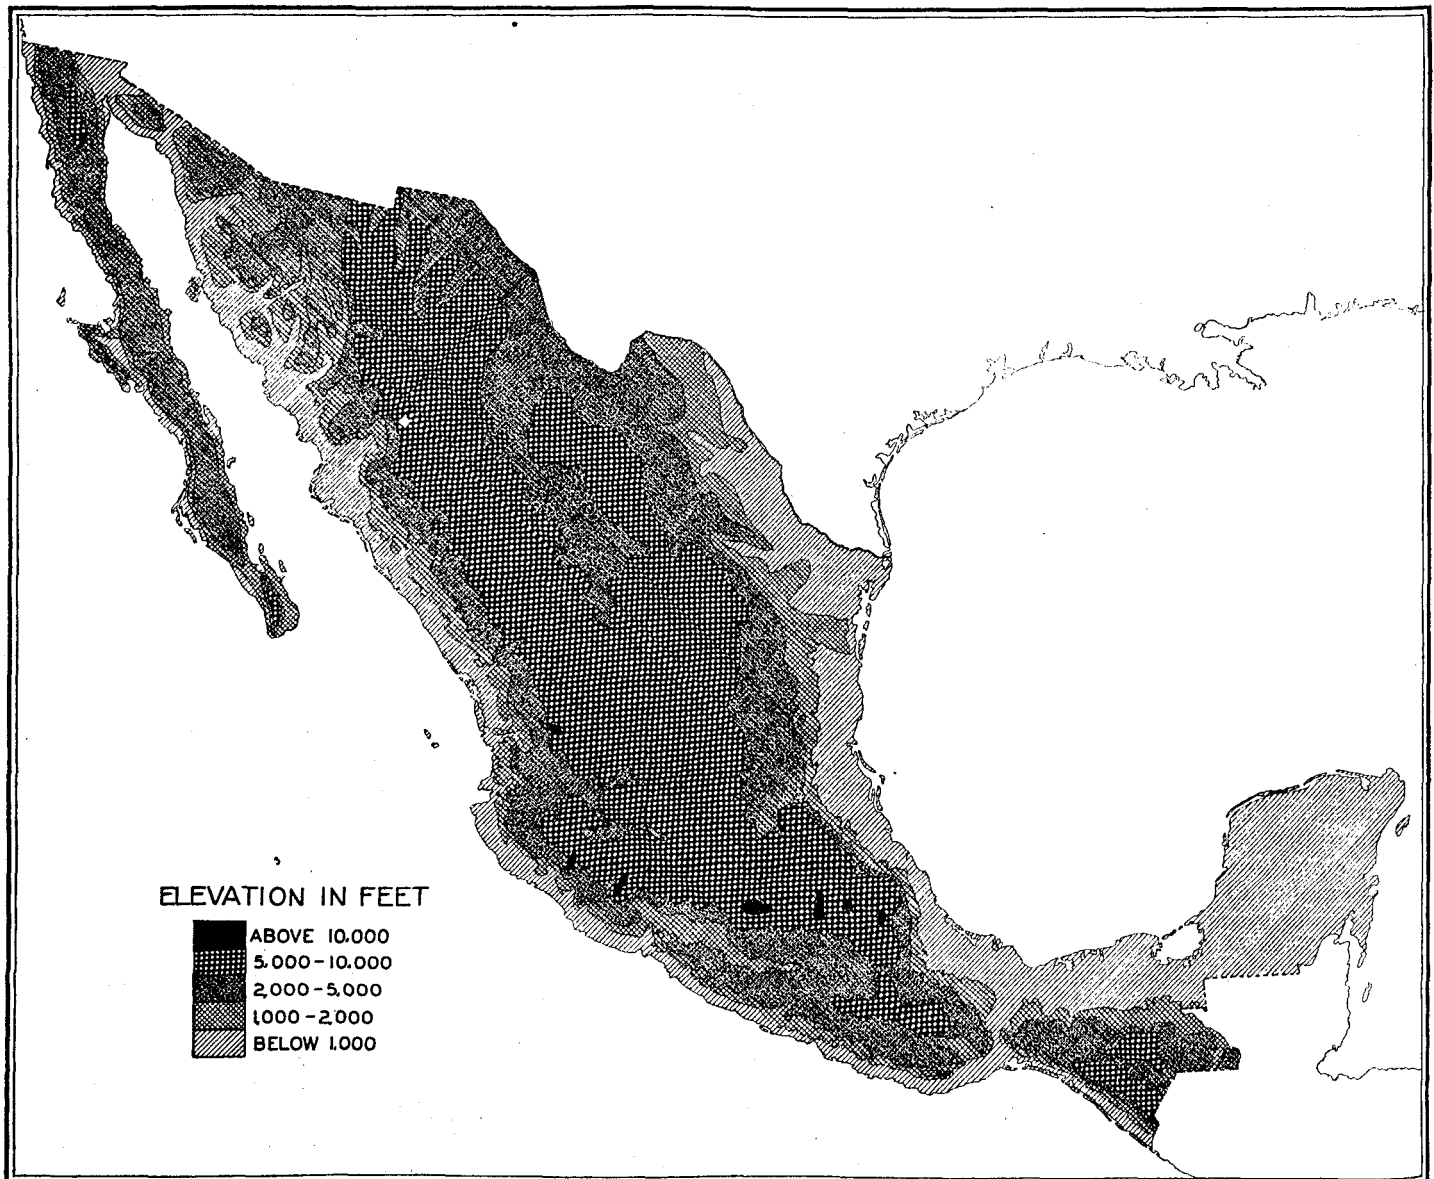 ELEVATION IN FEET
ABOVE 10.000
5.000-10.000
2,000-5,000
1,000-2,000
BELOW 1,000